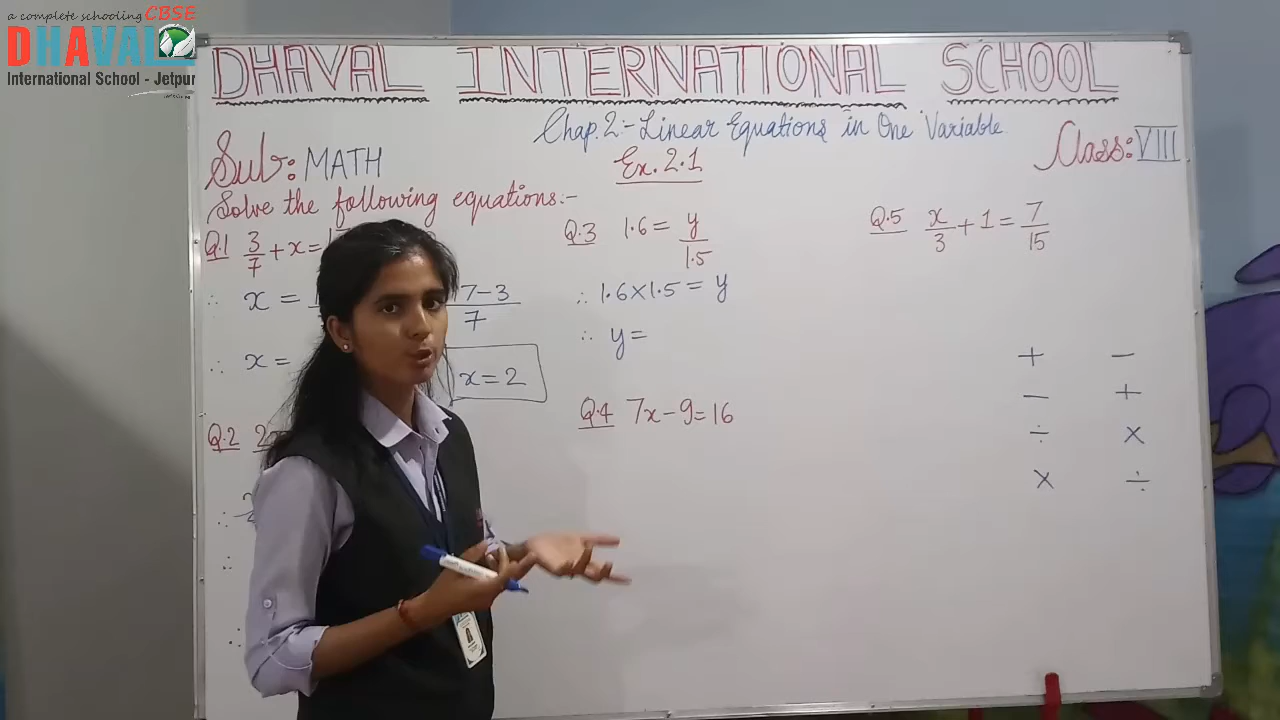 a complete schooling CBSE
DHAVAL
International School - Jetpur
DHAVAL INTERNATIONAL SCHOOL
Chap. 2:- Linear Equations in One Variable
Class: VIII
Sub: MATH
Ex. 2.1
Solve the following equations:-
Q.1 3/7 + x =
∴ x = 7-3/7
∴ x =
x = 2
Q.2
Q.3 1.6 = y/1.5
∴ 1.6 × 1.5 = y
∴ y =
Q.4 7x - 9 = 16
Q.5 x/3 + 1 = 7/15
+ -
- +
÷ ×
× ÷